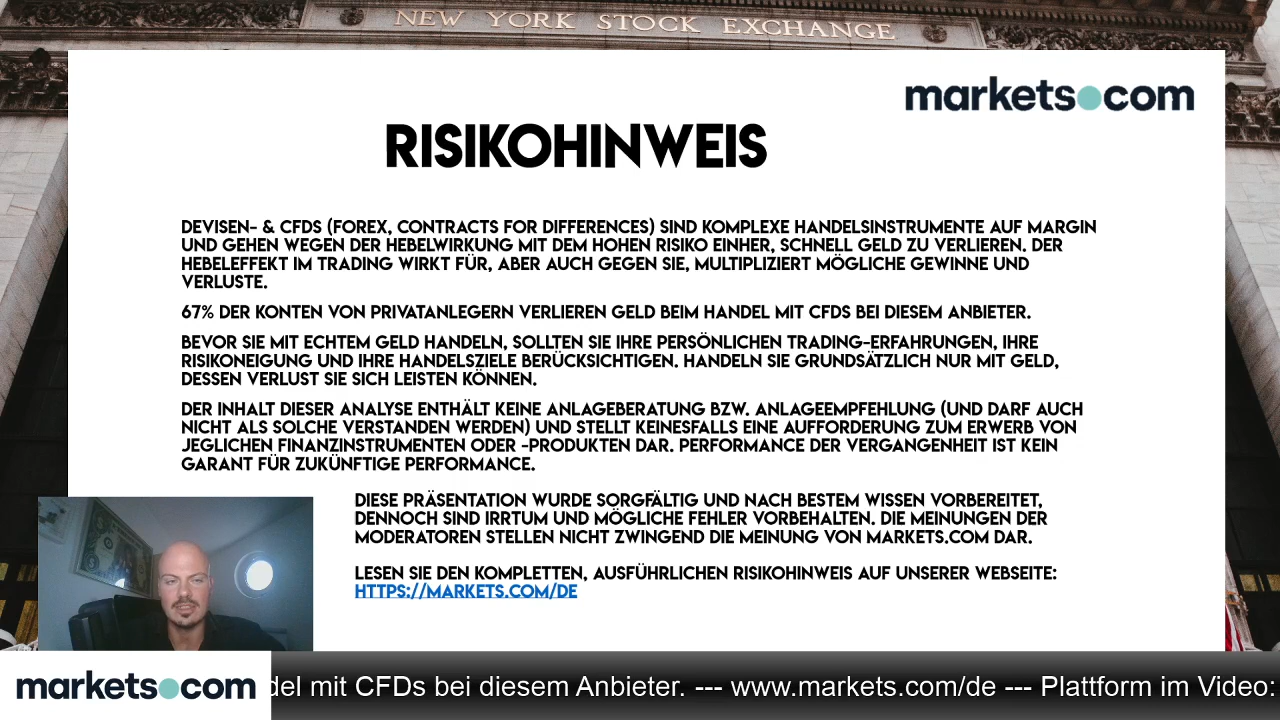 NEW YORK STOCK EXCHANGE
markets.com
RISIKOHINWEIS
DEVISEN- & CFDS (FOREX, CONTRACTS FOR DIFFERENCES) SIND KOMPLEXE HANDELSINSTRUMENTE AUF MARGIN
UND GEHEN WEGEN DER HEBELWIRKUNG MIT DEM HOHEN RISIKO EINHER, SCHNELL GELD ZU VERLIEREN. DER
HEBELEFFEKT IM TRADING WIRKT FÜR, ABER AUCH GEGEN SIE, MULTIPLIZIERT MÖGLICHE GEWINNE UND
VERLUSTE.
67% DER KONTEN VON PRIVATANLEGERN VERLIEREN GELD BEIM HANDEL MIT CFDS BEI DIESEM ANBIETER.
BEVOR SIE MIT ECHTEM GELD HANDELN, SOLLTEN SIE IHRE PERSÖNLICHEN TRADING-ERFAHRUNGEN, IHRE
RISIKONEIGUNG UND IHRE HANDELSZIELE BERÜCKSICHTIGEN. HANDELN SIE GRUNDSÄTZLICH NUR MIT GELD,
DESSEN VERLUST SIE SICH LEISTEN KÖNNEN.
DER INHALT DIESER ANALYSE ENTHÄLT KEINE ANLAGEBERATUNG BZW. ANLAGEEMPFEHLUNG (UND DARF AUCH
NICHT ALS SOLCHE VERSTANDEN WERDEN) UND STELLT KEINESFALLS EINE AUFFORDERUNG ZUM ERWERB VON
JEGLICHEN FINANZINSTRUMENTEN ODER -PRODUKTEN DAR. PERFORMANCE DER VERGANGENHEIT IST KEIN
GARANT FÜR ZUKÜNFTIGE PERFORMANCE.
DIESE PRÄSENTATION WURDE SORGFÄLTIG UND NACH BESTEM WISSEN VORBEREITET,
DENNOCH SIND IRRTUM UND MÖGLICHE FEHLER VORBEHALTEN. DIE MEINUNGEN DER
MODERATOREN STELLEN NICHT ZWINGEND DIE MEINUNG VON MARKETS.COM DAR.
LESEN SIE DEN KOMPLETTEN, AUSFÜHRLICHEN RISIKOHINWEIS AUF UNSERER WEBSEITE:
HTTPS://MARKETS.COM/DE
markets.com
del mit CFDs bei diesem Anbieter. --- www.markets.com/de --- Plattform im Video: